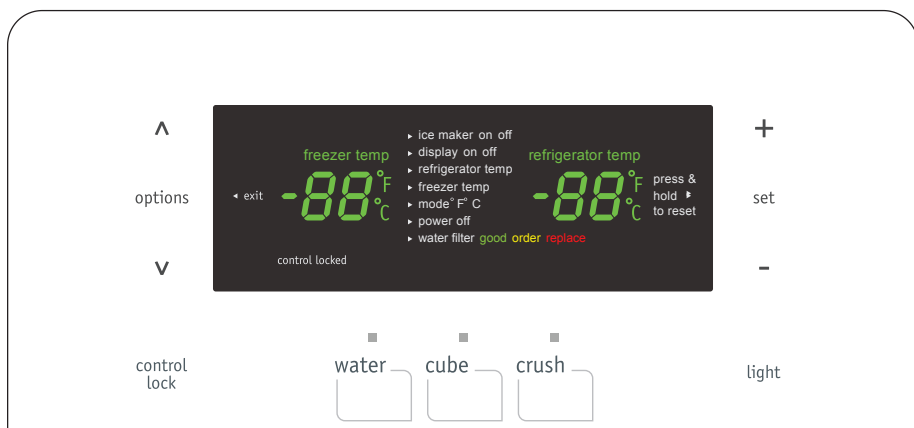 ^
options
v
control
lock
◂ exit
freezer temp
-88°F
°C
control locked
▸ ice maker on off
▸ display on off
▸ refrigerator temp
▸ freezer temp
▸ mode° F° C
▸ power off
▸ water filter good order replace
refrigerator temp
-88°F
°C
press &
hold ▸
to reset
+
set
-
light
water
cube
crush